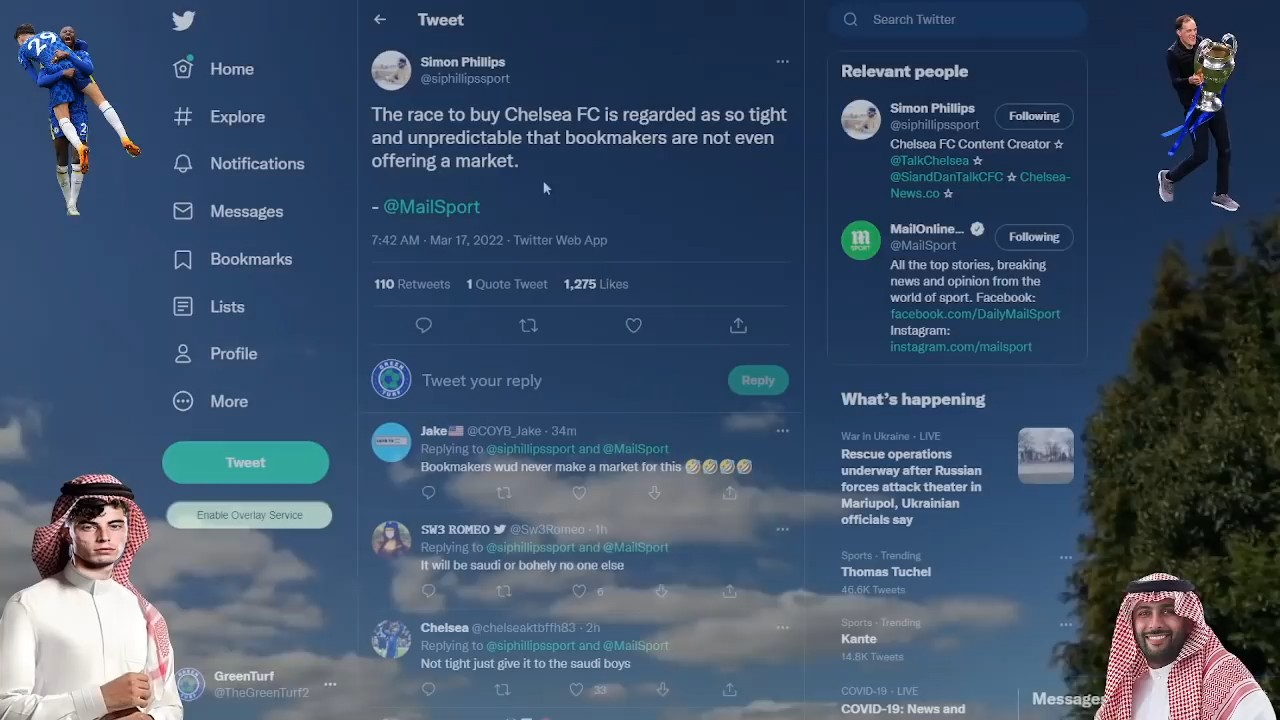 Home
Explore
Notifications
Messages
Bookmarks
Lists
Profile
More
Tweet
Enable Overlay Service
GreenTurf
@TheGreenTurf2
Tweet
Simon Phillips
@siphillipssport
The race to buy Chelsea FC is regarded as so tight
and unpredictable that bookmakers are not even
offering a market.
- @MailSport
7:42 AM · Mar 17, 2022 · Twitter Web App
110 Retweets 1 Quote Tweet 1,275 Likes
Tweet your reply
Reply
Jake🇺🇸 @COYB_Jake · 34m
Replying to @siphillipssport and @MailSport
Bookmakers wud never make a market for this 🤣🤣🤣🤣
SW3 ROMEO @Sw3Romeo · 1h
Replying to @siphillipssport and @MailSport
It will be saudi or bohely no one else
6
Chelsea @chelseaktbffh83 · 2h
Replying to @siphillipssport and @MailSport
Not tight just give it to the saudi boys
33
Search Twitter
Relevant people
Simon Phillips
@siphillipssport
Following
Chelsea FC Content Creator ☆
@TalkChelsea ☆
@SiandDanTalkCFC ☆ Chelsea-
News.co ☆
MailOnline...
@MailSport
Following
All the top stories, breaking
news and opinion from the
world of sport. Facebook:
facebook.com/DailyMailSport
Instagram:
instagram.com/mailsport
What's happening
War in Ukraine · LIVE
Rescue operations
underway after Russian
forces attack theater in
Mariupol, Ukrainian
officials say
Sports · Trending
Thomas Tuchel
46.6K Tweets
Sports · Trending
Kante
14.8K Tweets
COVID-19 · LIVE
COVID-19: News and
Messages
29